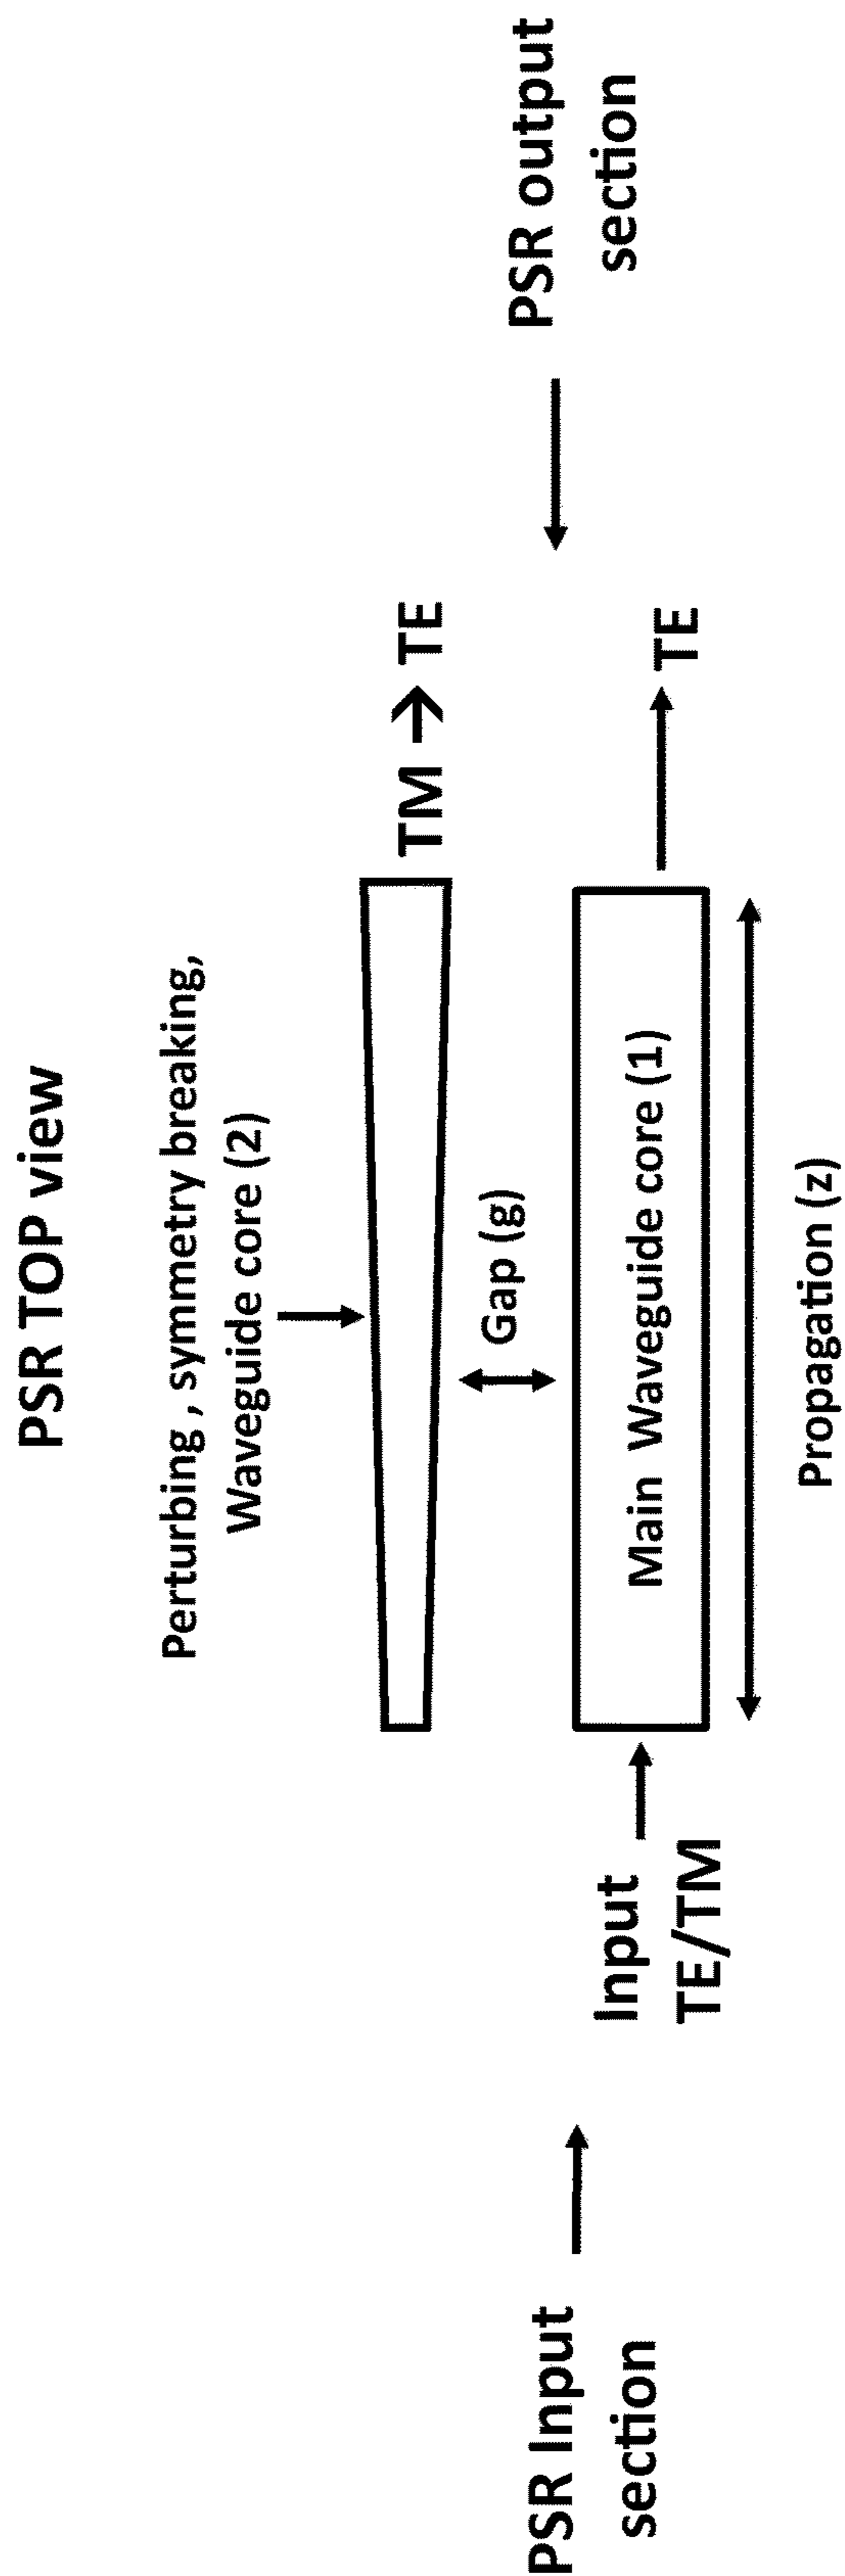 PSR TOP view
Perturbing , symmetry breaking,
Waveguide core (2)
TM → TE
Gap (g)
PSR output
section
PSR Input
section
Input
TE/TM
Main Waveguide core (1)
TE
Propagation (z)